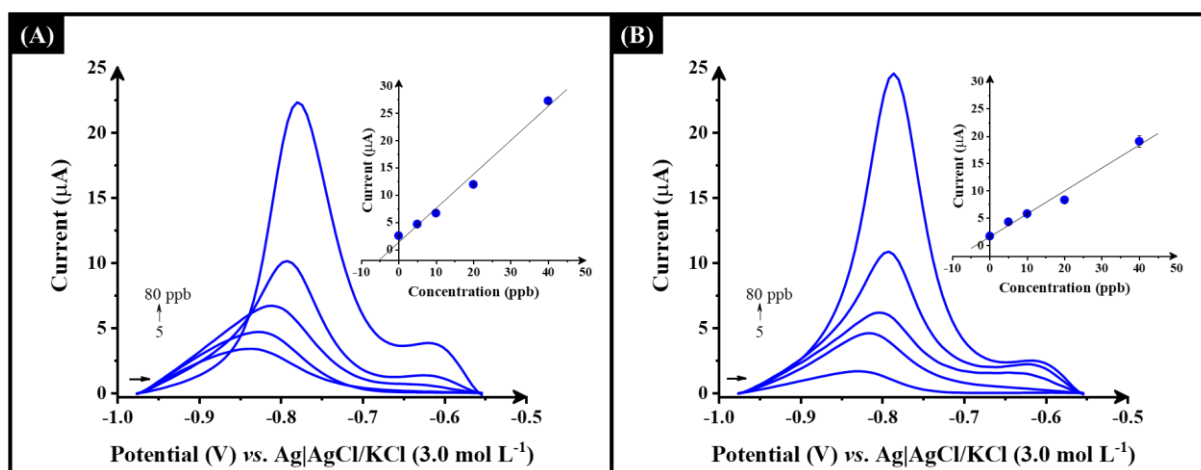 (A)
25
20
15
10
5
0
Current (μA)
-1.0 -0.9 -0.8 -0.7 -0.6 -0.5
Potential (V) vs. Ag|AgCl/KCl (3.0 mol L⁻¹)
80 ppb
5
30
25
20
15
10
5
0
Current (μA)
-10 0 10 20 30 40 50
Concentration (ppb)
(B)
25
20
15
10
5
0
Current (μA)
-1.0 -0.9 -0.8 -0.7 -0.6 -0.5
Potential (V) vs. Ag|AgCl/KCl (3.0 mol L⁻¹)
80 ppb
5
30
25
20
15
10
5
0
Current (μA)
-10 0 10 20 30 40 50
Concentration (ppb)